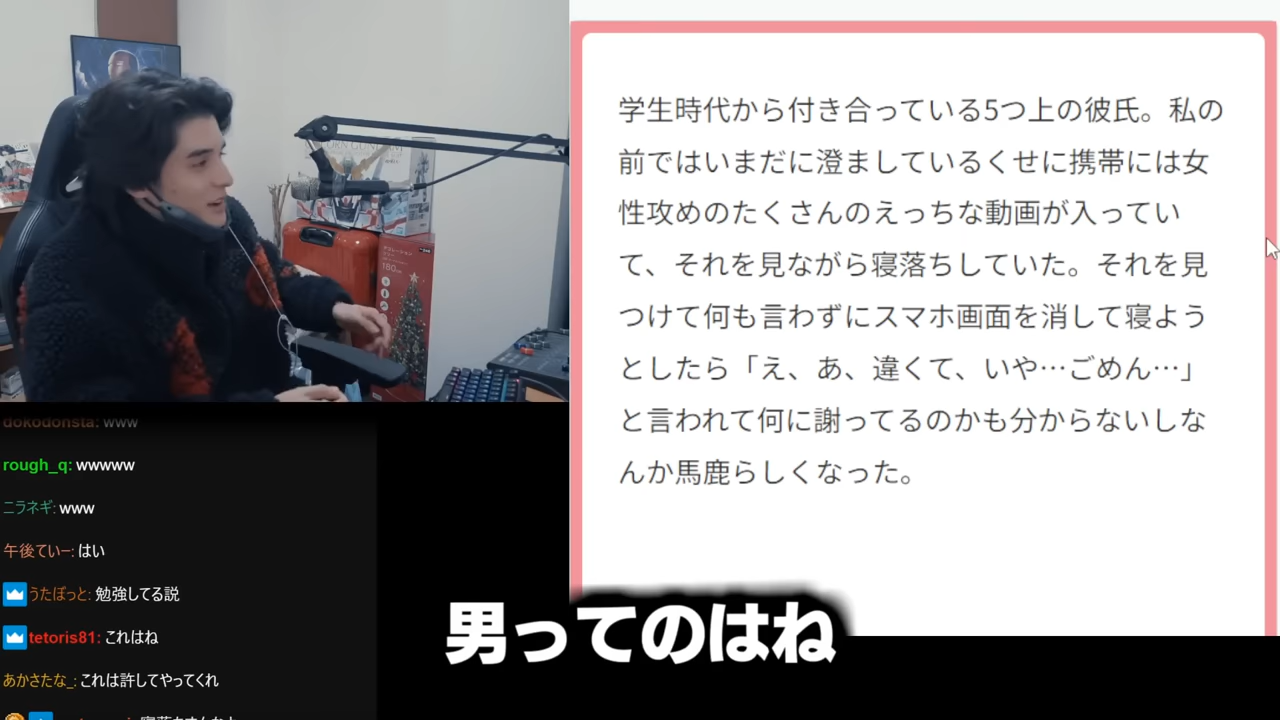 学生時代から付き合っている5つ上の彼氏。私の
前ではいまだに澄ましているくせに携帯には女
性攻めのたくさんのえっちな動画が入ってい
て、それを見ながら寝落ちしていた。それを見
つけて何も言わずにスマホ画面を消して寝よう
としたら「え、あ、違くて、いや…ごめん…」
と言われて何に謝ってるのかも分からないしな
んか馬鹿らしくなった。
180cm
dokodonsta: www
rough_q: wwwww
ニラネギ: www
午後てぃー: はい
うたぼっと: 勉強してる説
tetoris81: これはね
あかさたな_: これは許してやってくれ
男ってのはね